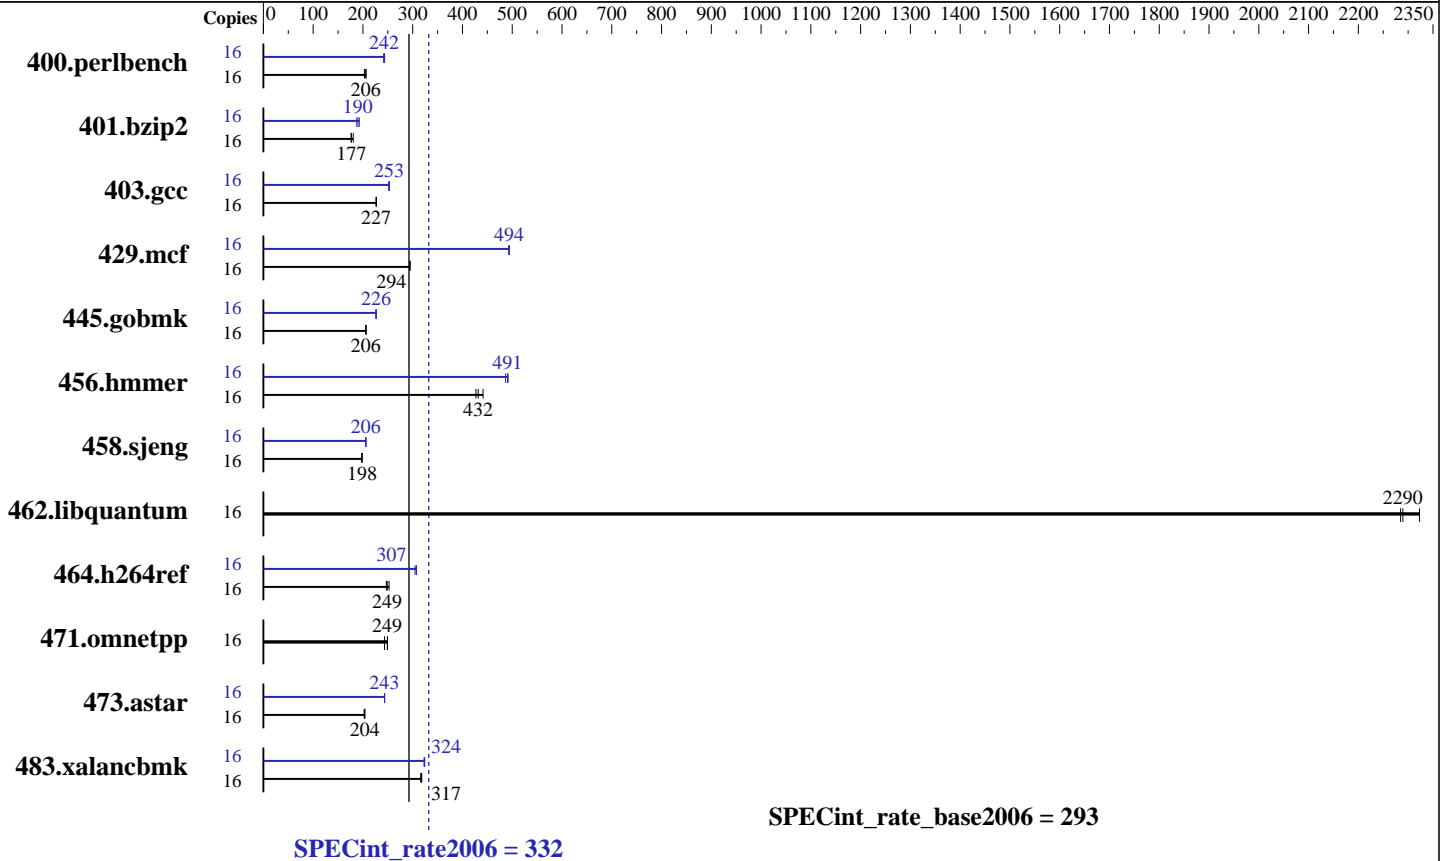 Copies 0 100 200 300 400 500 600 700 800 900 1000 1100 1200 1300 1400 1500 1600 1700 1800 1900 2000 2100 2200 2350
400.perlbench 16 242
16 206
401.bzip2 16 190
16 177
403.gcc 16 253
16 227
429.mcf 16 494
16 294
445.gobmk 16 226
16 206
456.hmmer 16 491
16 432
458.sjeng 16 206
16 198
462.libquantum 16 2290
464.h264ref 16 307
16 249
471.omnetpp 16 249
473.astar 16 243
16 204
483.xalancbmk 16 324
16 317
SPECint_rate_base2006 = 293
SPECint_rate2006 = 332